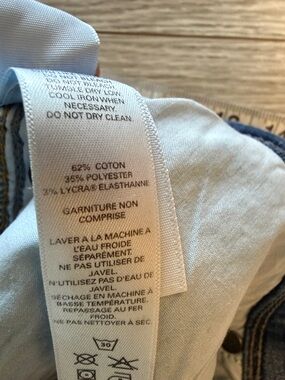 DO NOT BLEACH
TUMBLE DRY LOW
COOL IRON WHEN
NECESSARY.
DO NOT DRY CLEAN
62% COTON
35% POLYESTER
3% LYCRA® ELASTHANNE
GARNITURE NON
COMPRISE
LAVER A LA MACHINE A
L'EAU FROIDE
SÉPARÉMENT.
NE PAS UTILISER DE
JAVEL.
N'UTILISEZ PAS D'EAU DE
JAVEL.
SÉCHAGE EN MACHINE À
BASSE TEMPÉRATURE.
REPASSAGE AU FER
FROID.
NE PAS NETTOYER À SEC.
30